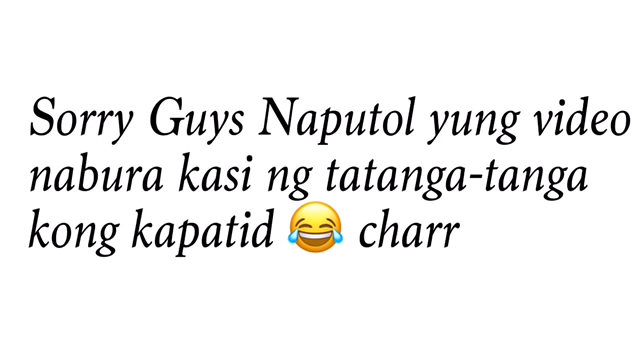 Sorry Guys Naputol yung video
nabura kasi ng tatanga-tanga
kong kapatid 😂 charr